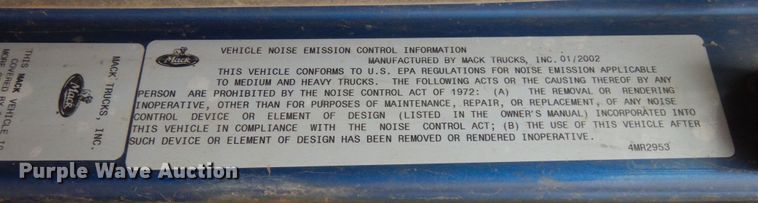 VEHICLE NOISE EMISSION CONTROL INFORMATION
MANUFACTURED BY MACK TRUCKS, INC. 01/2002
THIS VEHICLE CONFORMS TO U.S. EPA REGULATIONS FOR NOISE EMISSION APPLICABLE
TO MEDIUM AND HEAVY TRUCKS. THE FOLLOWING ACTS OR THE CAUSING THEREOF BY ANY
PERSON ARE PROHIBITED BY THE NOISE CONTROL ACT OF 1972: (A) THE REMOVAL OR RENDERING
INOPERATIVE, OTHER THAN FOR PURPOSES OF MAINTENANCE, REPAIR, OR REPLACEMENT, OF ANY NOISE
CONTROL DEVICE OR ELEMENT OF DESIGN (LISTED IN THE OWNER'S MANUAL) INCORPORATED INTO
THIS VEHICLE IN COMPLIANCE WITH THE NOISE CONTROL ACT; (B) THE USE OF THIS VEHICLE AFTER
SUCH DEVICE OR ELEMENT OF DESIGN HAS BEEN REMOVED OR RENDERED INOPERATIVE.
4MR2953
Mack
MACK TRUCKS, INC.
Mack
THIS MACK VEHICLE IS
COVERED BY
Purple Wave Auction